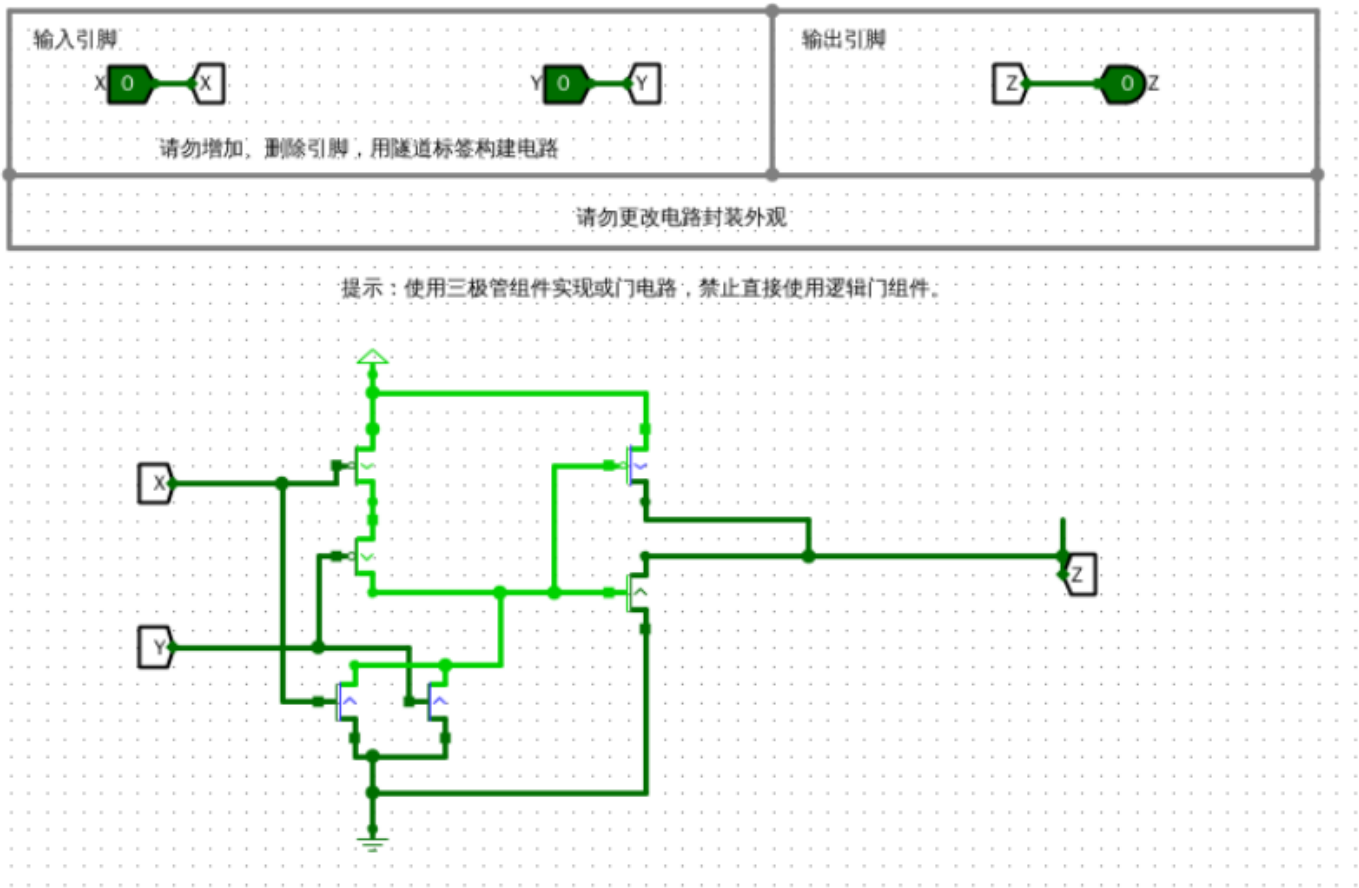 输入引脚
输出引脚
X 0 X
Y 0 Y
Z 0 Z
请勿增加、删除引脚，用隧道标签构建电路
请勿更改电路封装外观
提示：使用三极管组件实现或门电路，禁止直接使用逻辑门组件。
X
Z
Y